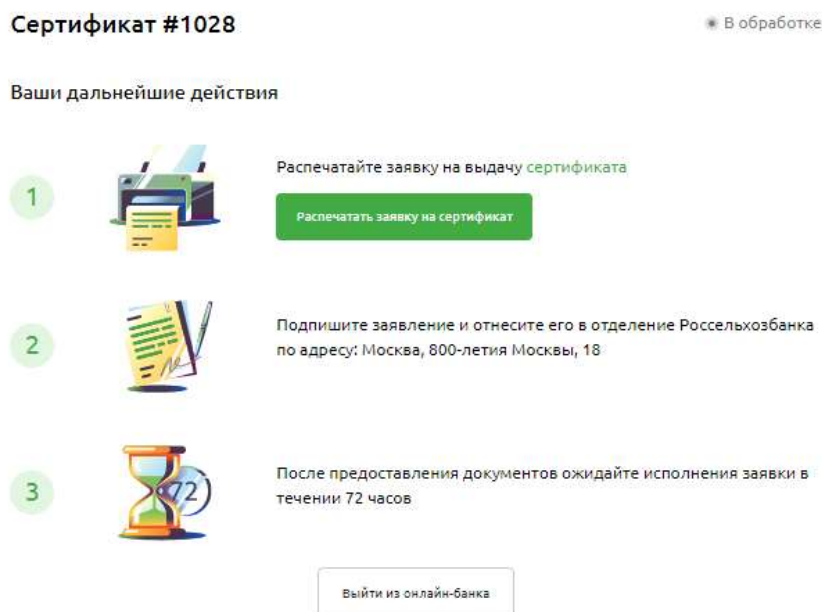 Сертификат #1028
В обработке
Ваши дальнейшие действия
1
Распечатайте заявку на выдачу сертификата
Распечатать заявку на сертификат
2
Подпишите заявление и отнесите его в отделение Россельхозбанка
по адресу: Москва, 800-летия Москвы, 18
3
72
После предоставления документов ожидайте исполнения заявки в
течении 72 часов
Выйти из онлайн-банка